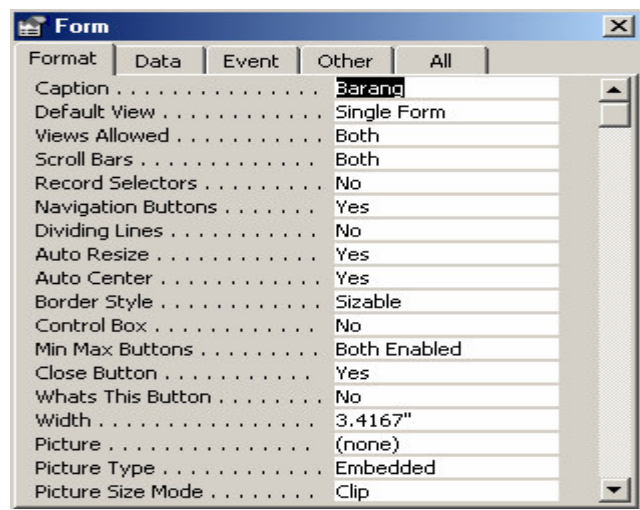 Form
Format Data Event Other All
Caption . . . . . . . . . . . . . . . . Barang
Default View . . . . . . . . . . . . Single Form
Views Allowed . . . . . . . . . . Both
Scroll Bars . . . . . . . . . . . . . Both
Record Selectors . . . . . . . . . No
Navigation Buttons . . . . . . . Yes
Dividing Lines . . . . . . . . . . . No
Auto Resize . . . . . . . . . . . . Yes
Auto Center . . . . . . . . . . . . Yes
Border Style . . . . . . . . . . . . Sizable
Control Box . . . . . . . . . . . . . No
Min Max Buttons . . . . . . . . . Both Enabled
Close Button . . . . . . . . . . . Yes
Whats This Button . . . . . . . . No
Width . . . . . . . . . . . . . . . . . 3.4167"
Picture . . . . . . . . . . . . . . . . (none)
Picture Type . . . . . . . . . . . . Embedded
Picture Size Mode . . . . . . . . Clip